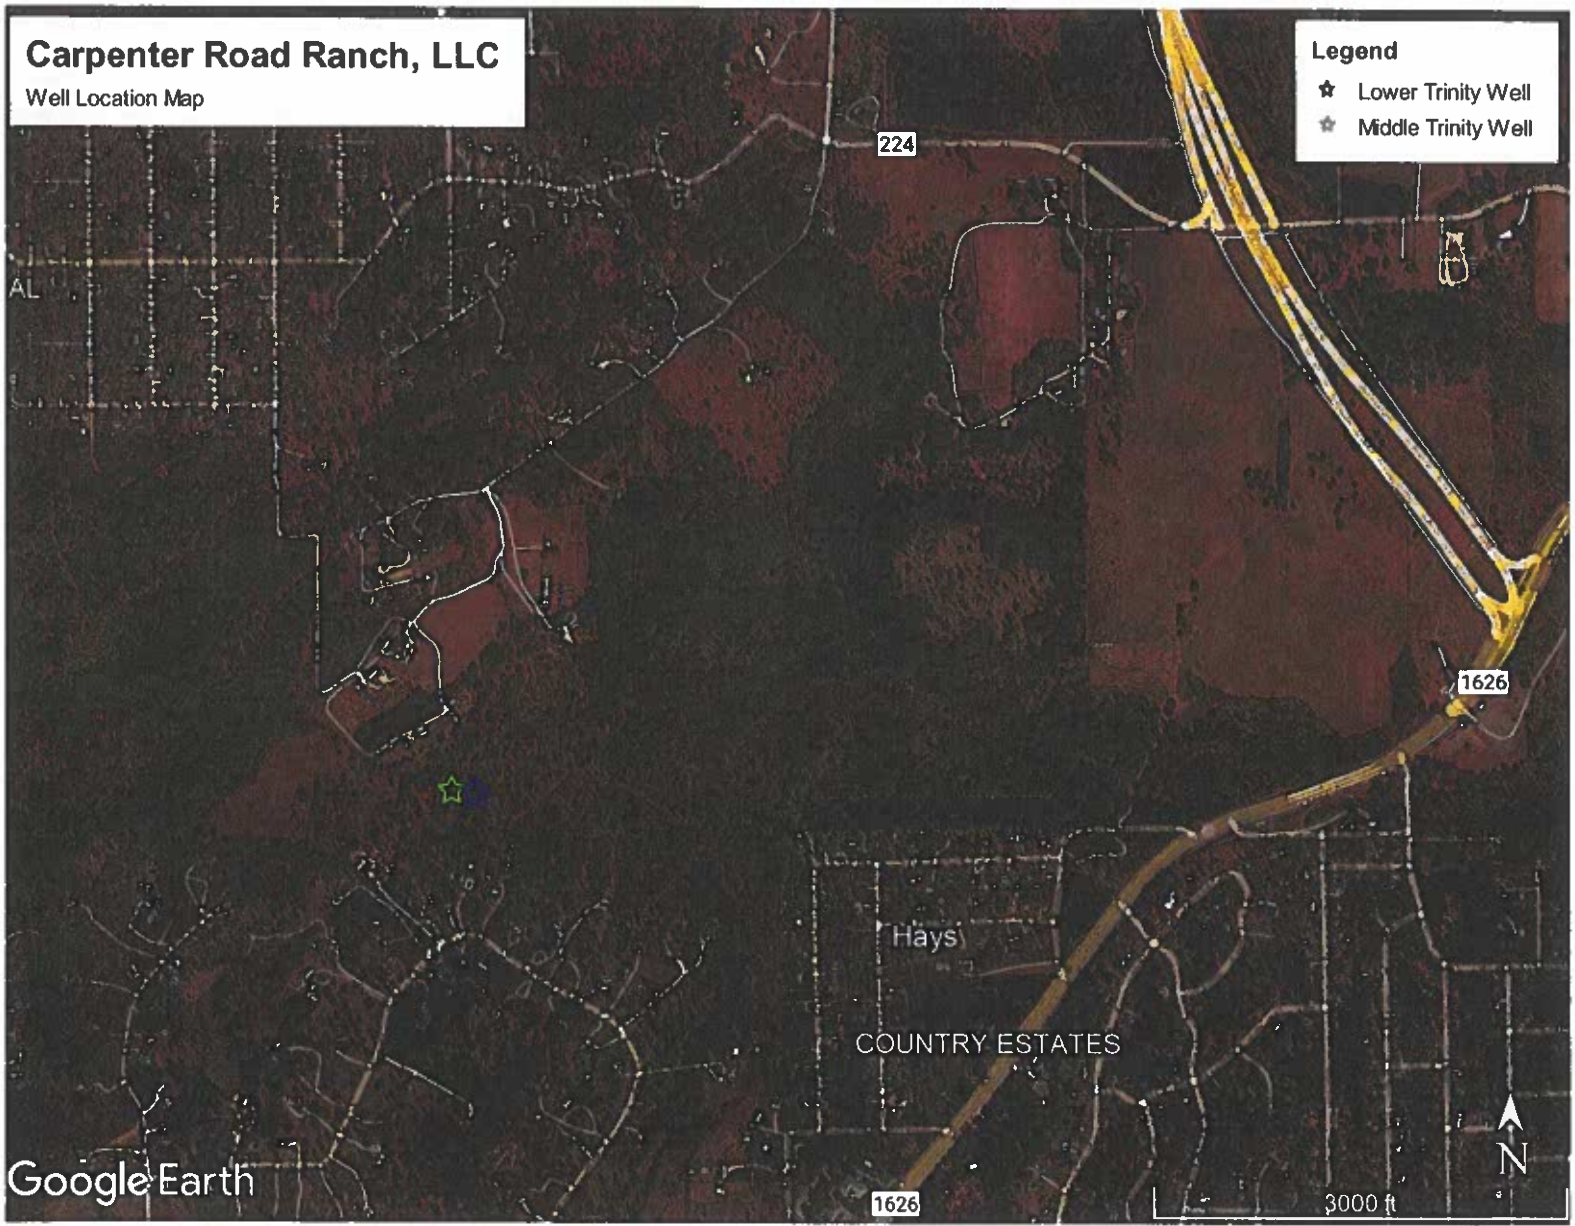 Carpenter Road Ranch, LLC
Well Location Map
Legend
Lower Trinity Well
Middle Trinity Well
224
AL
1626
Hays
COUNTRY ESTATES
N
Google Earth
1626
3000 ft